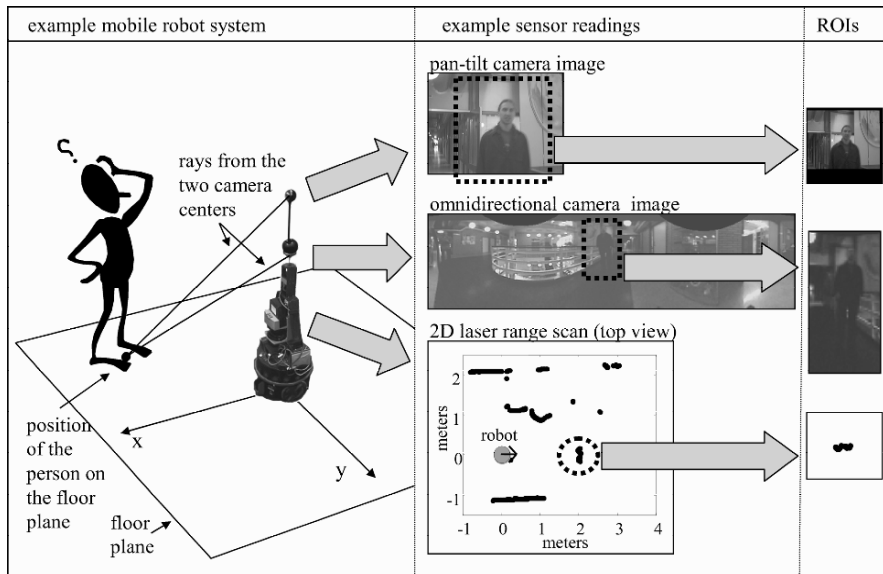 example mobile robot system
example sensor readings
ROIs
pan-tilt camera image
?
rays from the
two camera
centers
omnidirectional camera image
2D laser range scan (top view)
position
of the
person on
the floor
plane
x
y
floor
plane
meters
2
1
0
-1
robot
-1 0 1 2 3 4
meters